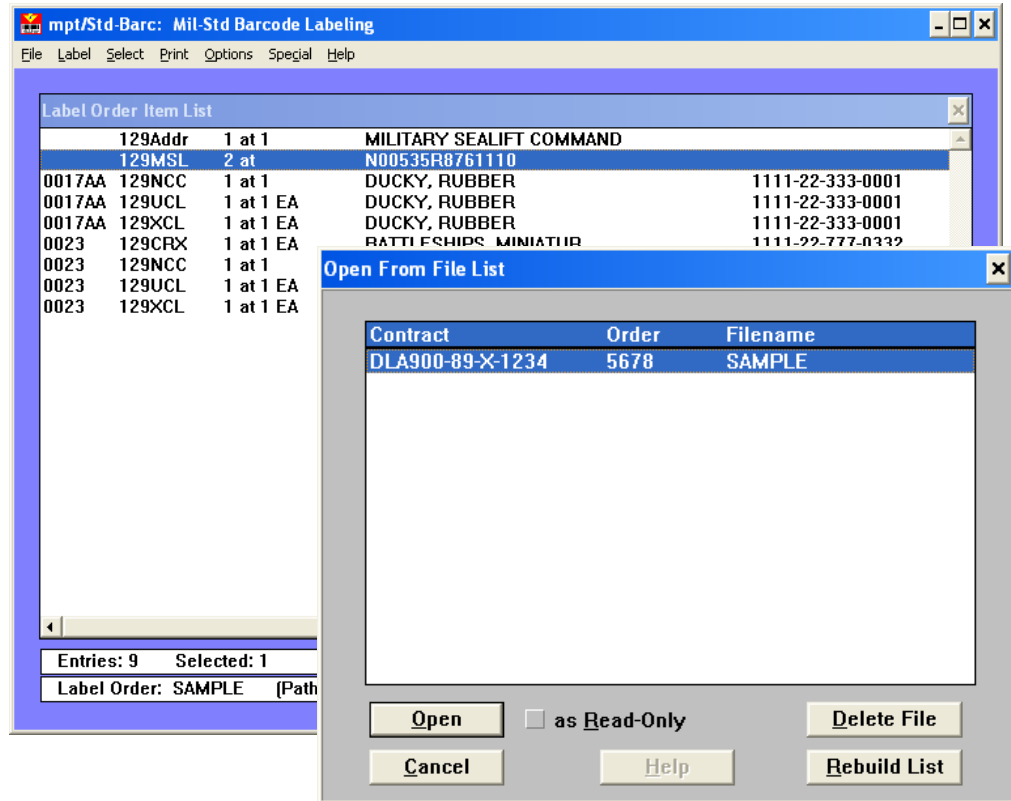 mpt/Std-Barc: Mil-Std Barcode Labeling
File Label Select Print Options Special Help
Label Order Item List
129Addr 1 at 1 MILITARY SEALIFT COMMAND
129MSL 2 at N00535R8761110
0017AA 129NCC 1 at 1 DUCKY, RUBBER 1111-22-333-0001
0017AA 129UCL 1 at 1 EA DUCKY, RUBBER 1111-22-333-0001
0017AA 129XCL 1 at 1 EA DUCKY, RUBBER 1111-22-333-0001
0023 129CRX 1 at 1 EA BATTLESHIPS, MINIATUR 1111-22-777-0332
0023 129NCC 1 at 1
0023 129UCL 1 at 1 EA
0023 129XCL 1 at 1 EA
Entries: 9 Selected: 1
Label Order: SAMPLE (Path
Open From File List
Contract Order Filename
DLA900-89-X-1234 5678 SAMPLE
Open as Read-Only Delete File
Cancel Help Rebuild List